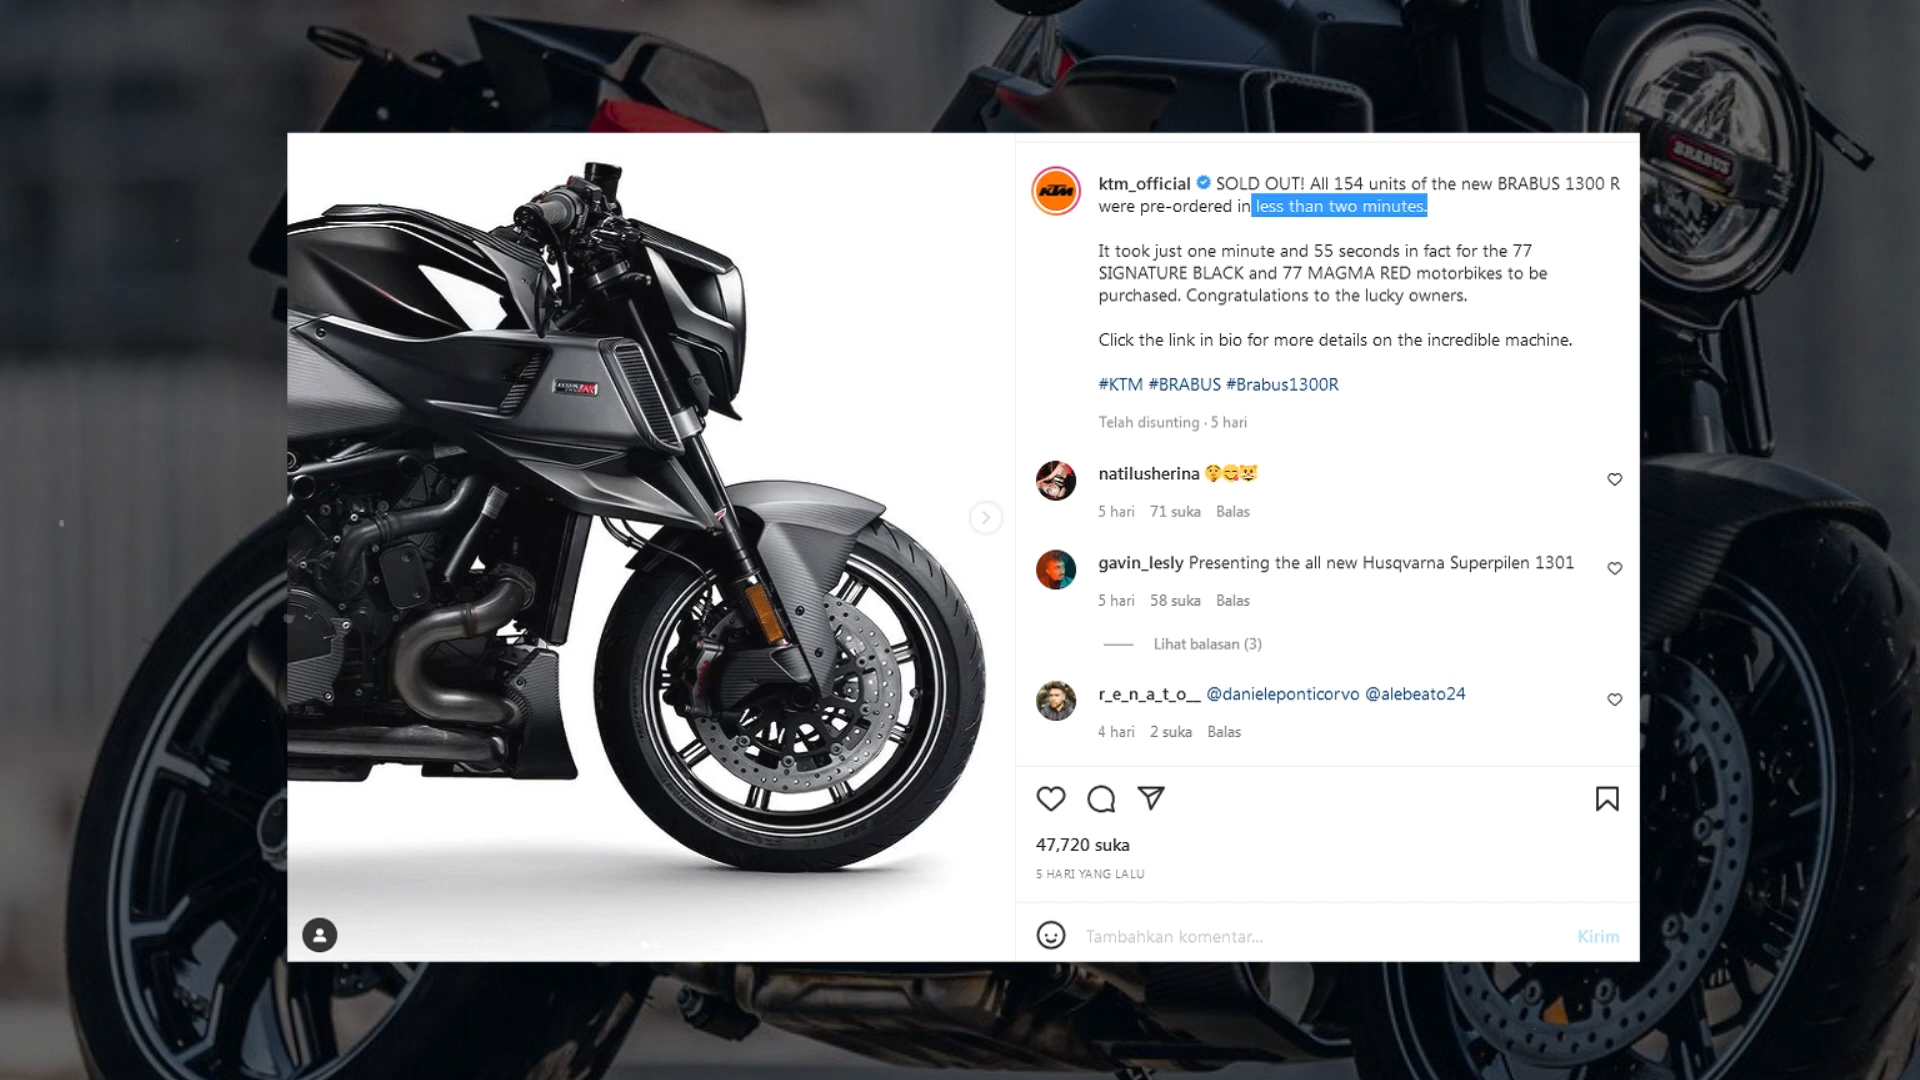 BRABUS
KTM
ktm_official SOLD OUT! All 154 units of the new BRABUS 1300 R
were pre-ordered in less than two minutes.
It took just one minute and 55 seconds in fact for the 77
SIGNATURE BLACK and 77 MAGMA RED motorbikes to be
purchased. Congratulations to the lucky owners.
Click the link in bio for more details on the incredible machine.
#KTM #BRABUS #Brabus1300R
Telah disunting · 5 hari
natilusherina 🤔😋😺
5 hari 71 suka Balas
gavin_lesly Presenting the all new Husqvarna Superpilen 1301
5 hari 58 suka Balas
Lihat balasan (3)
r_e_n_a_t_o__ @danieleponticorvo @alebeato24
4 hari 2 suka Balas
47,720 suka
5 HARI YANG LALU
Tambahkan komentar...
Kirim